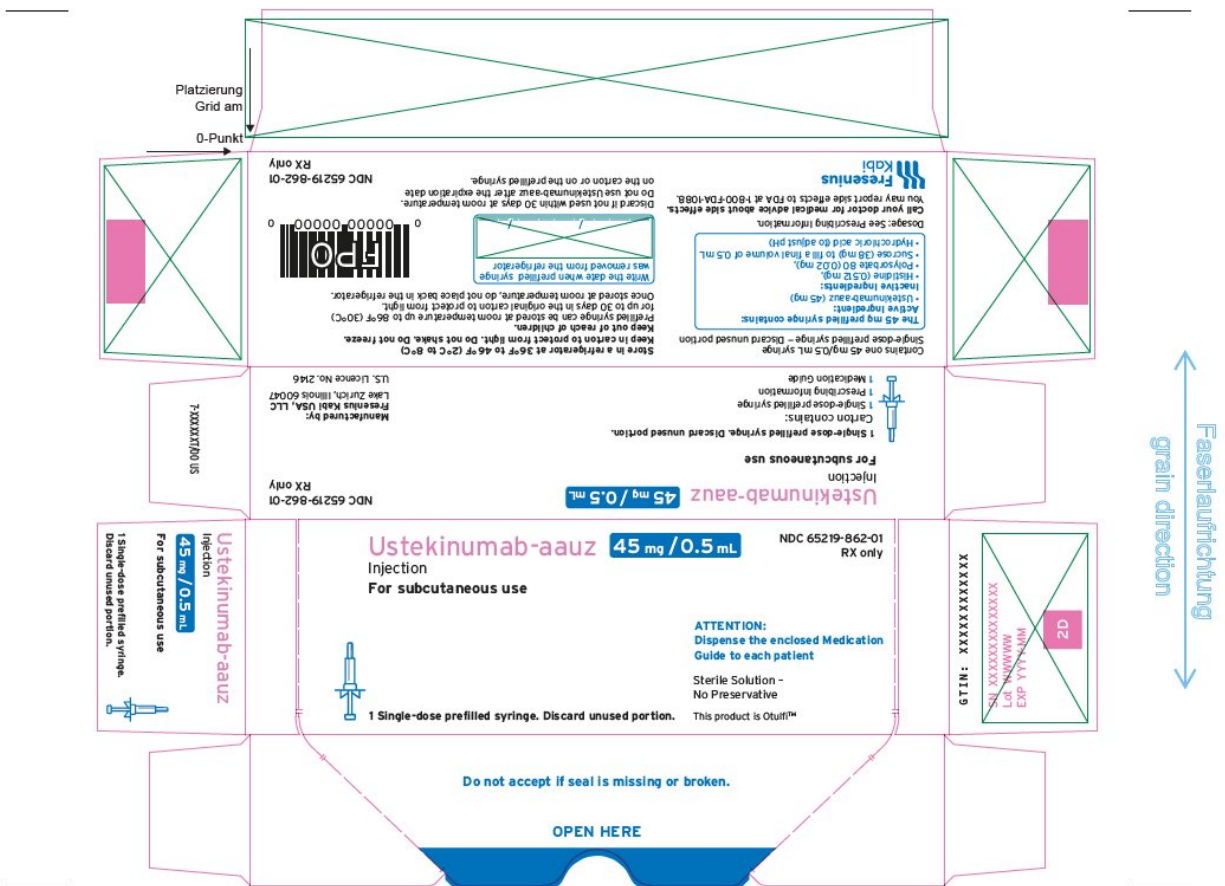 Platzierung
Grid am
0-Punkt
Fresenius
Kabi
Contains one 45 mg/0.5 mL syringe
Single-dose prefilled syringe – Discard unused portion
The 45 mg prefilled syringe contains:
Active Ingredient:
• Ustekinumab-aauz (45 mg)
Inactive Ingredients:
• Histidine (0.512 mg),
• Polysorbate 80 (0.02 mg),
• Sucrose (38 mg) to fill a final volume of 0.5 mL
• Hydrochloric acid (to adjust pH)
Dosage: See Prescribing Information.
Call your doctor for medical advice about side effects.
You may report side effects to FDA at 1-800-FDA-1088.
Store in a refrigerator at 36°F to 46°F (2°C to 8°C)
Keep in carton to protect from light. Do not shake. Do not freeze.
Keep out of reach of children.
Prefilled syringe can be stored at room temperature up to 86°F (30°C)
for up to 30 days in the original carton to protect from light.
Once stored at room temperature, do not place back in the refrigerator.
Write the date when prefilled syringe
was removed from the refrigerator
/ /
Discard if not used within 30 days at room temperature.
Do not use Ustekinumab-aauz after the expiration date
on the carton or on the prefilled syringe.
FPO
0 00000-00000 0
NDC 65219-862-01
RX only
Ustekinumab-aauz 45 mg / 0.5 mL
Injection
For subcutaneous use
1 Single-dose prefilled syringe. Discard unused portion.
Carton contains:
1 Single-dose prefilled syringe
1 Prescribing Information
1 Medication Guide
NDC 65219-862-01
RX only
Manufactured by:
Fresenius Kabi USA, LLC
Lake Zurich, Illinois 60047
U.S. Licence No. 2146
7-XXXXXT/00 US
Ustekinumab-aauz
Injection
45 mg / 0.5 mL
For subcutaneous use
1 Single-dose prefilled syringe.
Discard unused portion.
Ustekinumab-aauz 45 mg / 0.5 mL
Injection
For subcutaneous use
NDC 65219-862-01
RX only
ATTENTION:
Dispense the enclosed Medication
Guide to each patient
Sterile Solution –
No Preservative
1 Single-dose prefilled syringe. Discard unused portion.
This product is Otulfi™
GTIN: XXXXXXXXXXXXXX
SN XXXXXXXXXXXXXX
Lot WWWWW
EXP YYYY-MM
2D
Do not accept if seal is missing or broken.
OPEN HERE
Faserlaufrichtung
grain direction